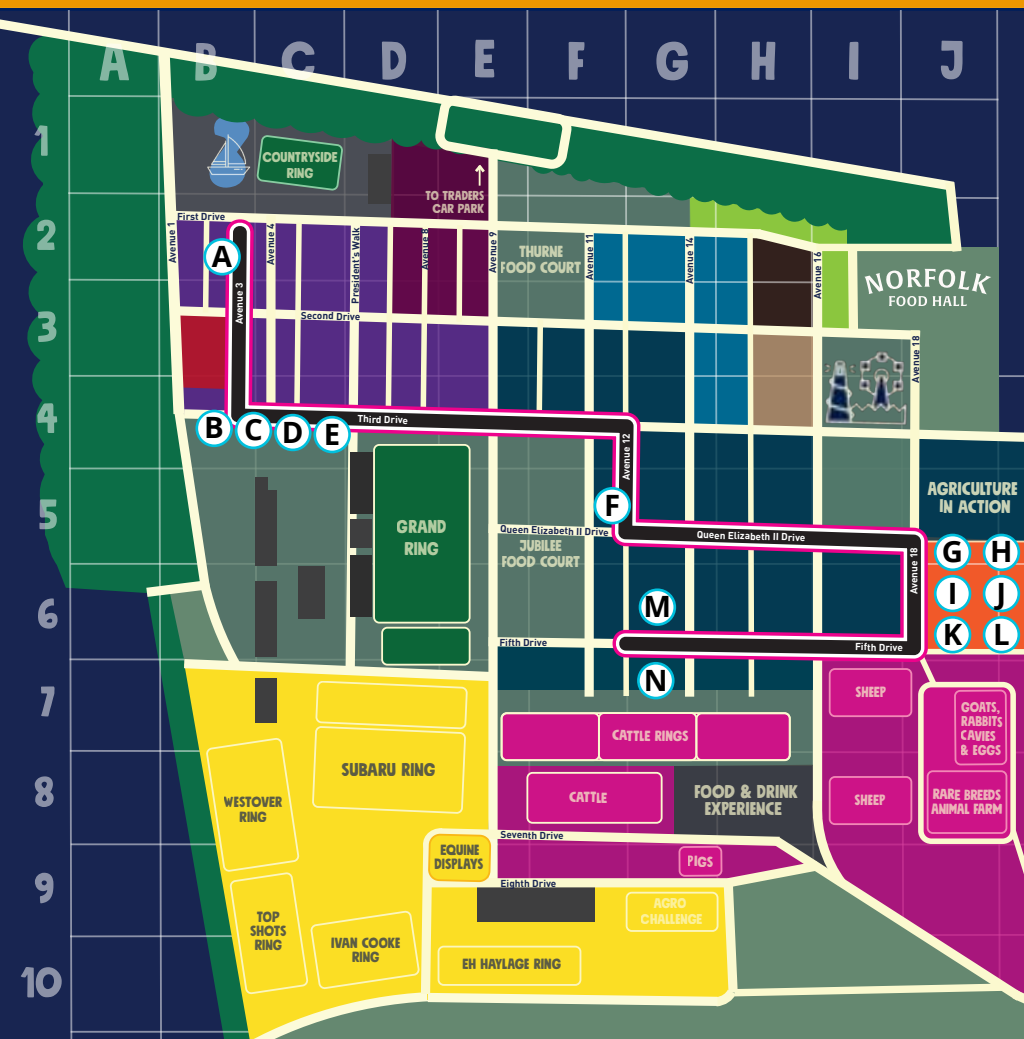 A B C D E F G H I J
1
COUNTRYSIDE
RING
TO TRADERS
CAR PARK
First Drive
2
Avenue 1
Avenue 4
President's Walk
Avenue 8
Avenue 9
THURNE
FOOD COURT
Avenue 11
Avenue 14
Avenue 16
NORFOLK
FOOD HALL
A
Avenue 3
Second Drive
3
Avenue 18
4
Third Drive
B C D E
Avenue 12
5
GRAND
RING
F
Queen Elizabeth II Drive
Queen Elizabeth II Drive
JUBILEE
FOOD COURT
AGRICULTURE
IN ACTION
Avenue 18
G H
I J
K L
6
M
Fifth Drive
Fifth Drive
N
7
SHEEP
GOATS,
RABBITS
CAVIES
& EGGS
CATTLE RINGS
8
SUBARU RING
WESTOVER
RING
CATTLE
FOOD & DRINK
EXPERIENCE
SHEEP
RARE BREEDS
ANIMAL FARM
Seventh Drive
EQUINE
DISPLAYS
PIGS
9
Eighth Drive
TOP
SHOTS
RING
IVAN COOKE
RING
AGRO
CHALLENGE
EH HAYLAGE RING
10